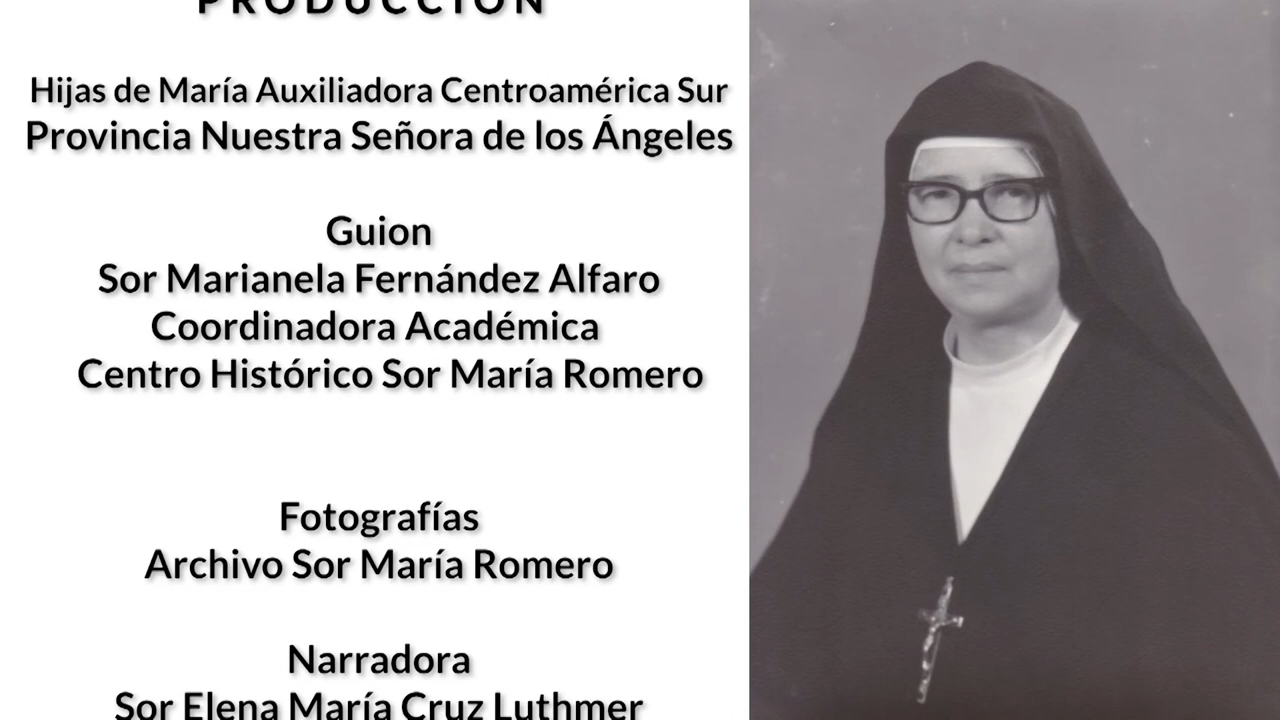 PRODUCCIÓN
Hijas de María Auxiliadora Centroamérica Sur
Provincia Nuestra Señora de los Ángeles
Guion
Sor Marianela Fernández Alfaro
Coordinadora Académica
Centro Histórico Sor María Romero
Fotografías
Archivo Sor María Romero
Narradora
Sor Elena María Cruz Luthmer